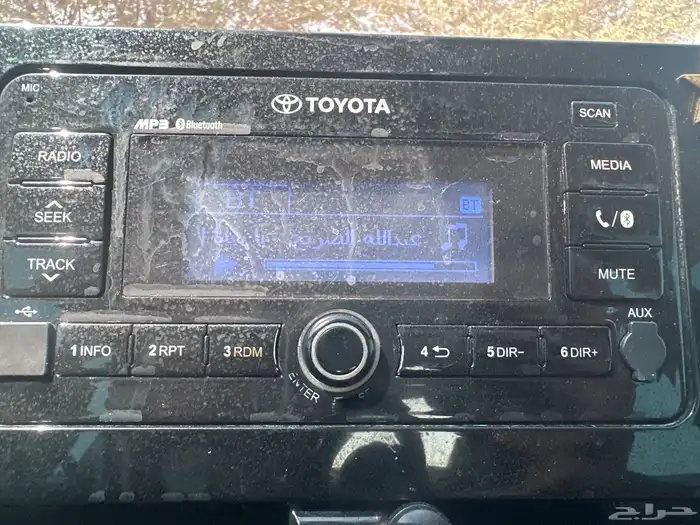 MIC
TOYOTA
MP3 Bluetooth
SCAN
RADIO
MEDIA
BT
BT
SEEK
عبدالله
TRACK
MUTE
AUX
1 INFO
2 RPT
3 RDM
4
5 DIR-
6 DIR+
ENTER
حراج